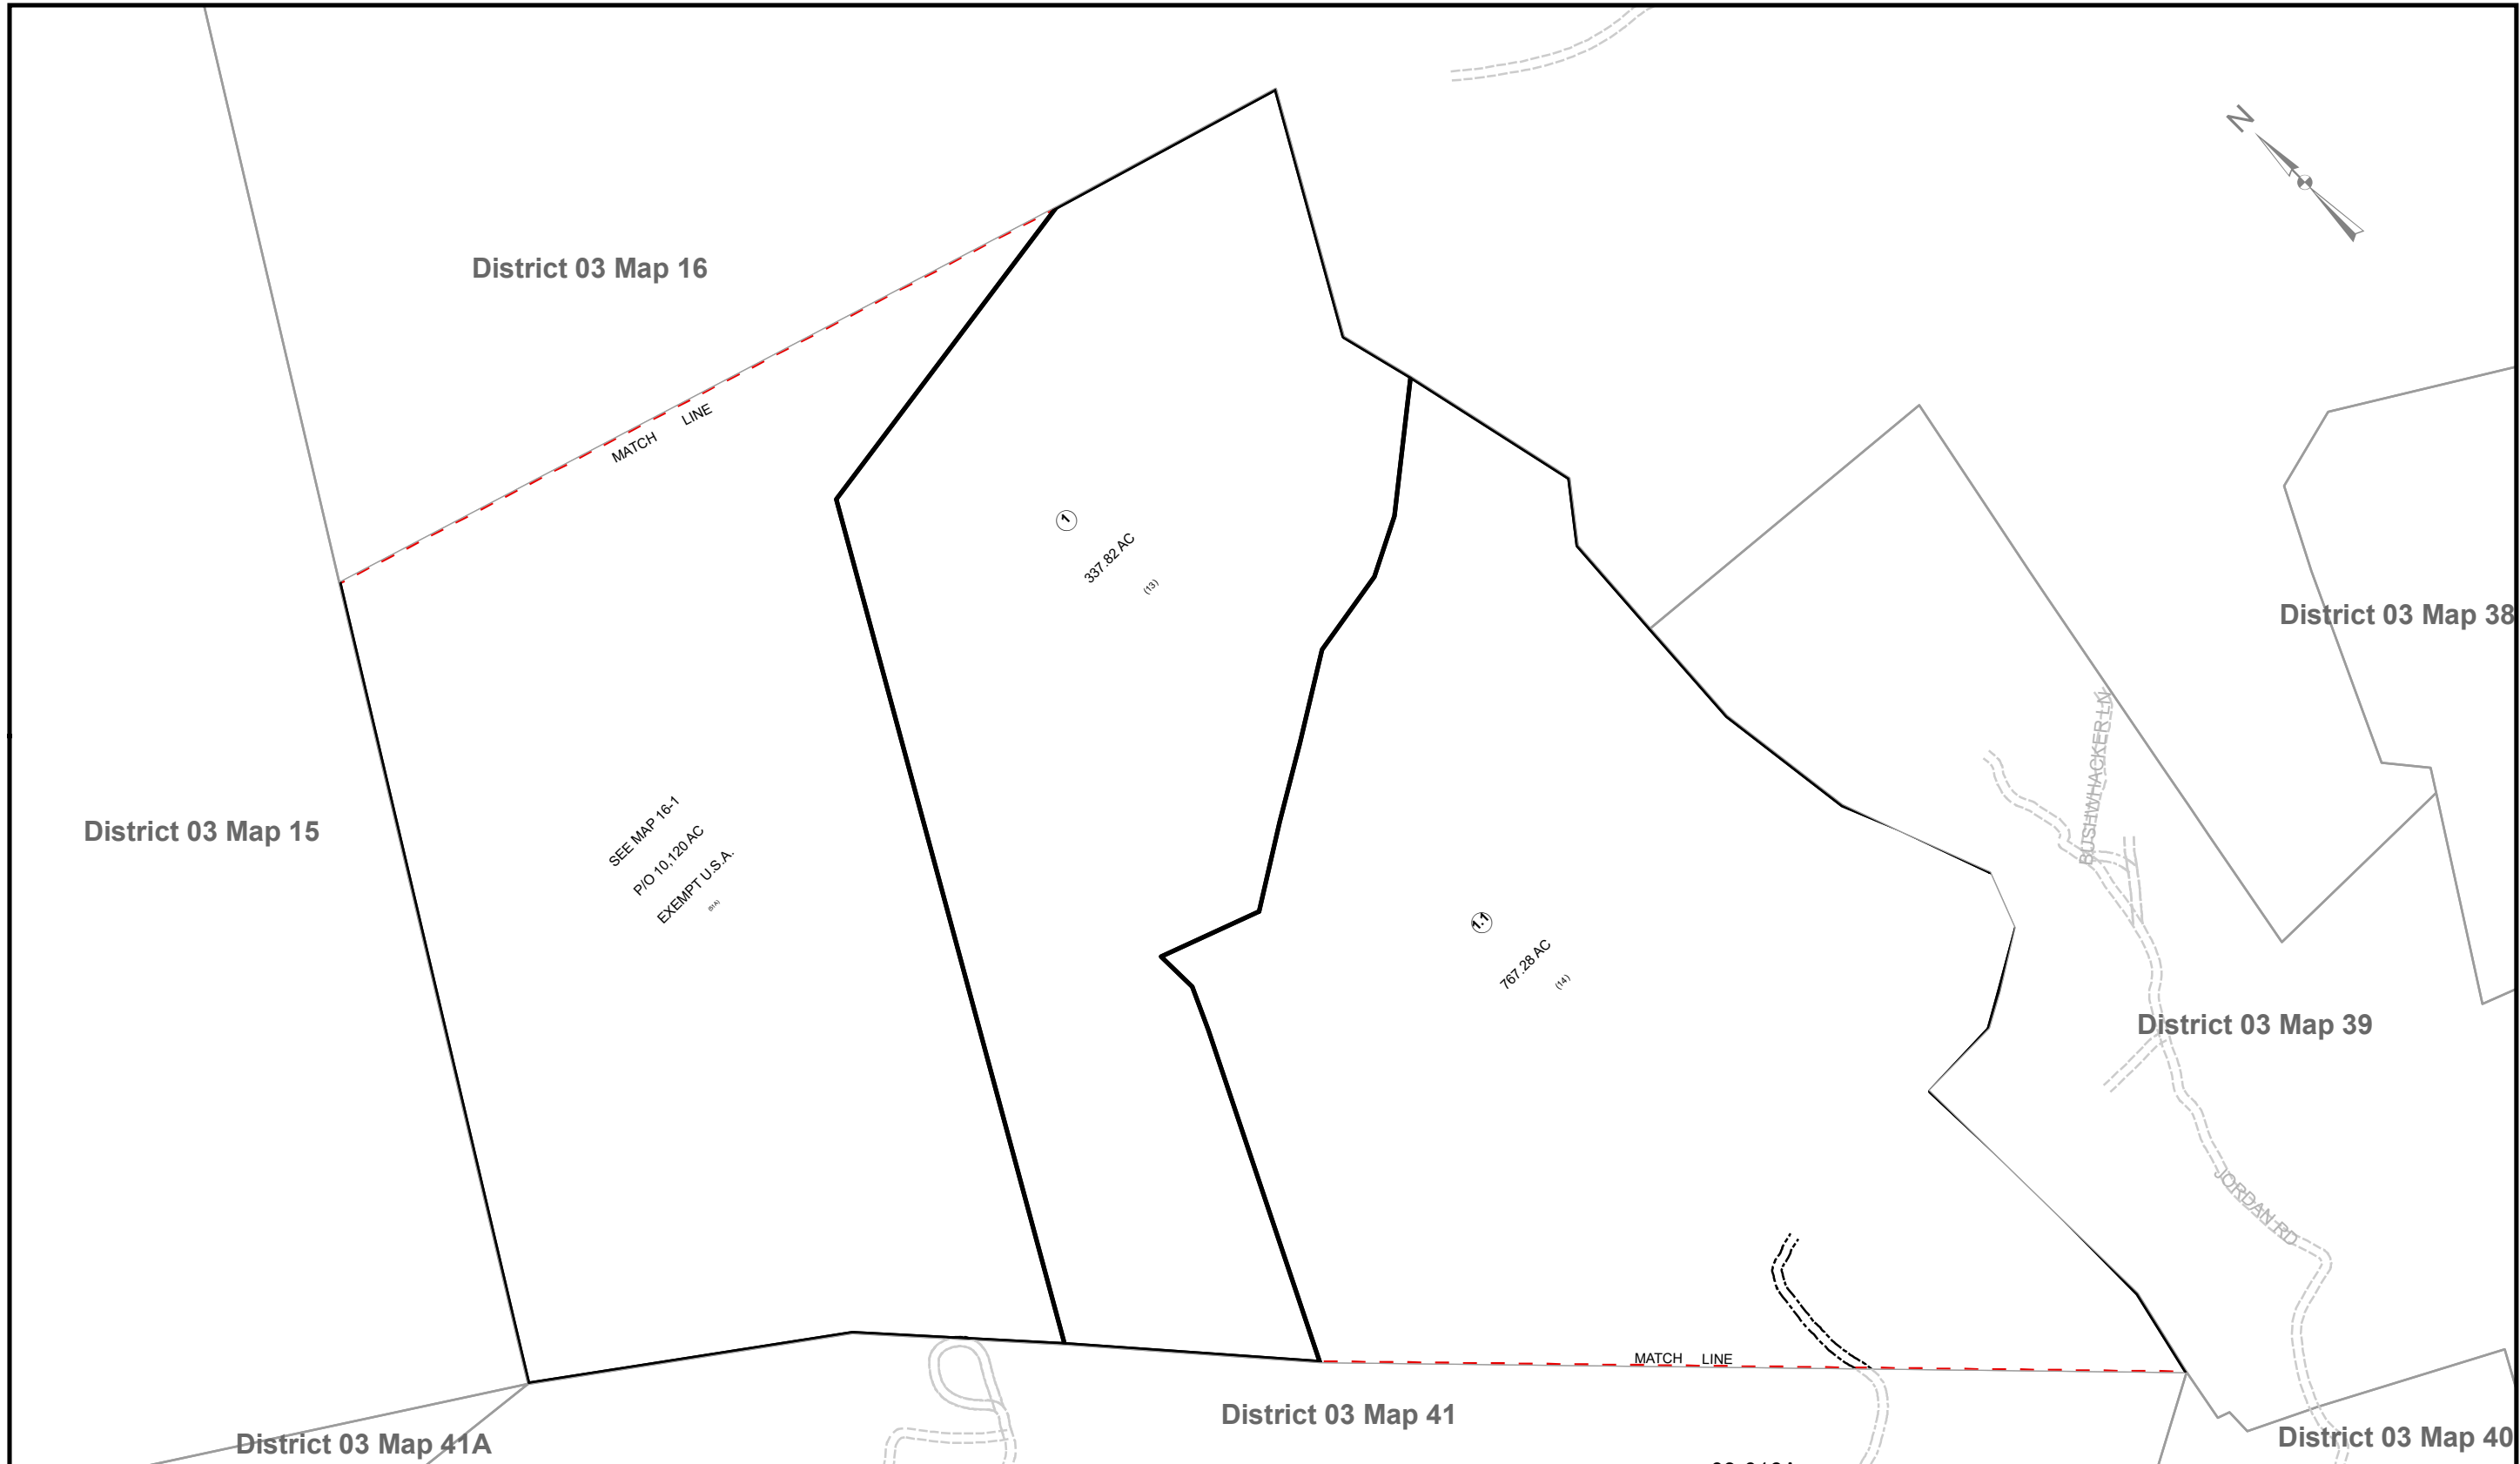 N
District 03 Map 16
MATCH LINE
1
337.82 AC
(13)
District 03 Map 38
BUSHWHACKER LN
District 03 Map 15
SEE MAP 16-1
P/O 10,120 AC
EXEMPT U.S.A.
1.1
767.28 AC
(14)
District 03 Map 39
JORDAN RD
MATCH LINE
District 03 Map 41
District 03 Map 41A
District 03 Map 40